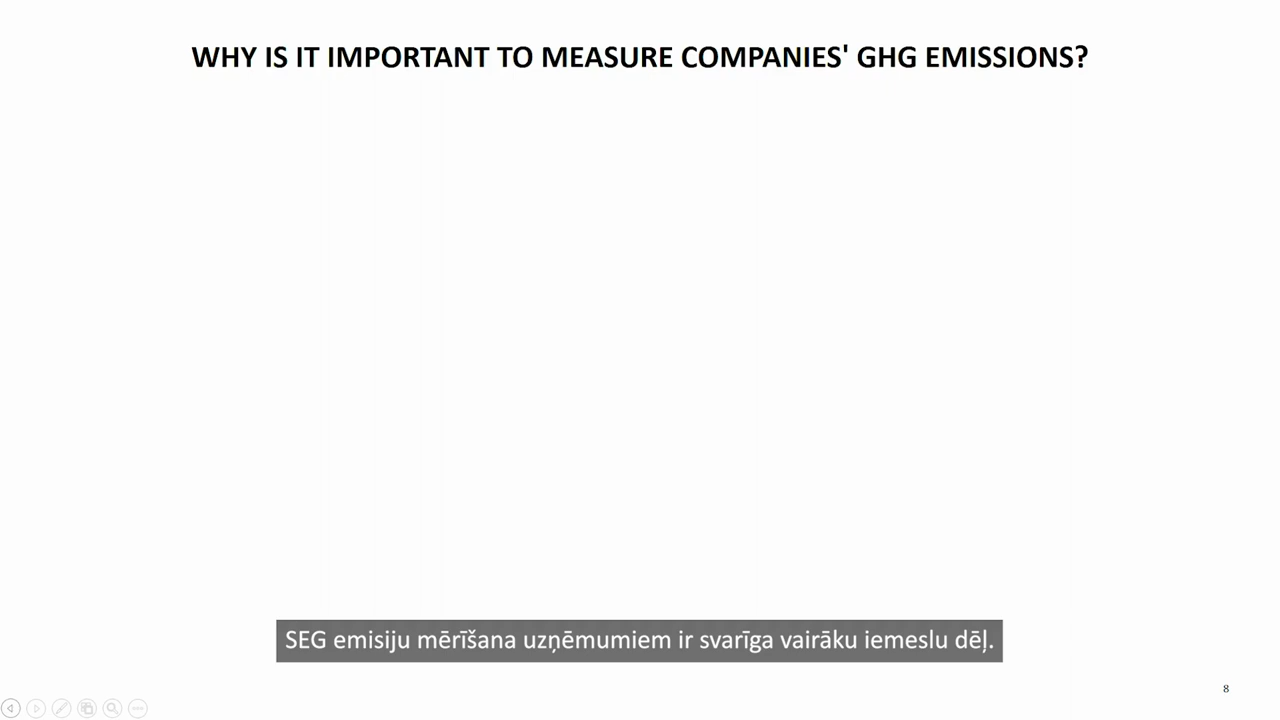 WHY IS IT IMPORTANT TO MEASURE COMPANIES' GHG EMISSIONS?
SEG emisiju mērīšana uzņēmumiem ir svarīga vairāku iemeslu dēļ.
8